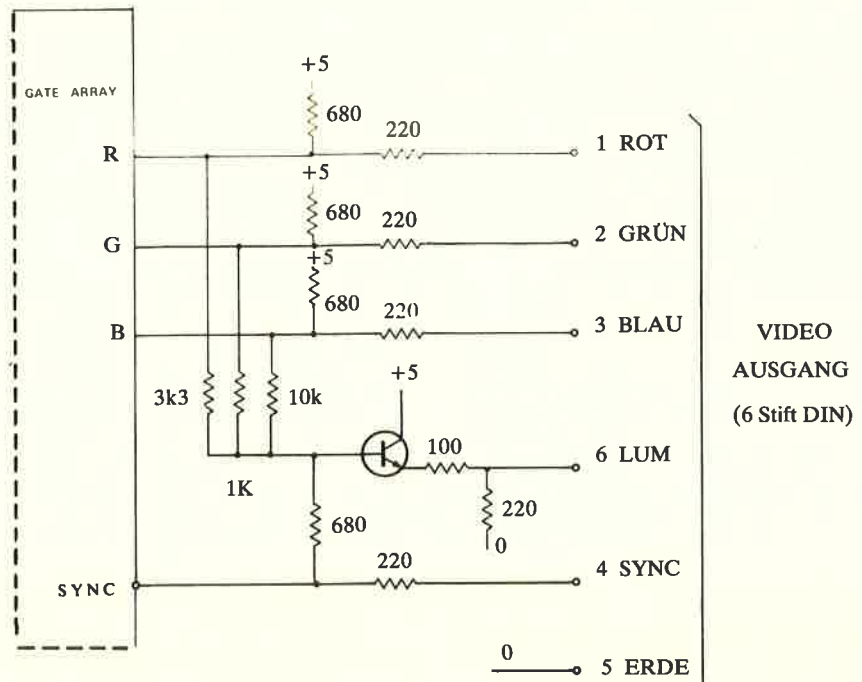 +5
GATE ARRAY
680
220
R
1 ROT
+5
680
220
G
2 GRÜN
+5
680
220
B
3 BLAU
VIDEO
AUSGANG
(6 Stift DIN)
+5
3k3
10k
100
6 LUM
1K
220
680
0
220
4 SYNC
SYNC
0
5 ERDE